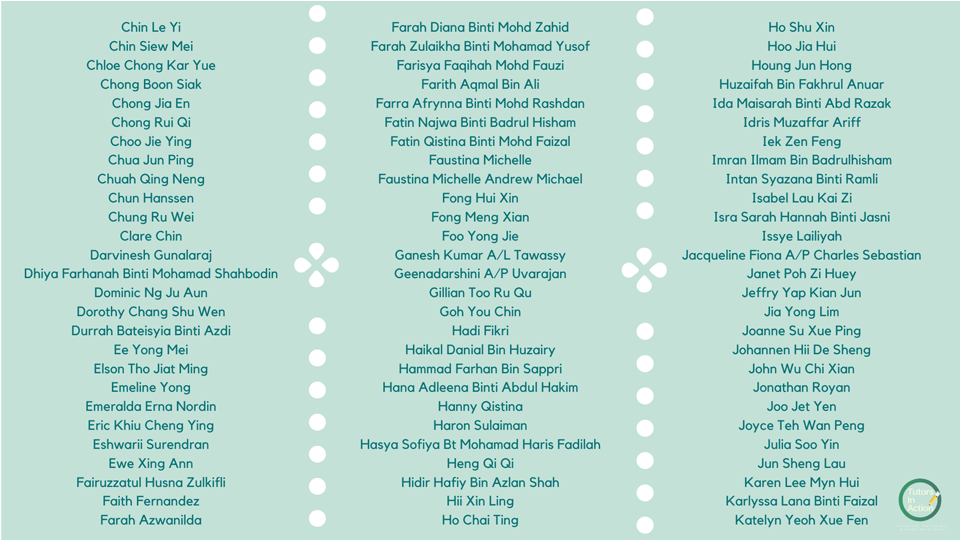 Chin Le Yi
Chin Siew Mei
Chloe Chong Kar Yue
Chong Boon Siak
Chong Jia En
Chong Rui Qi
Choo Jie Ying
Chua Jun Ping
Chuah Qing Neng
Chun Hanssen
Chung Ru Wei
Clare Chin
Darvinesh Gunalaraj
Dhiya Farhanah Binti Mohamad Shahbodin
Dominic Ng Ju Aun
Dorothy Chang Shu Wen
Durrah Bateisyia Binti Azdi
Ee Yong Mei
Elson Tho Jiat Ming
Emeline Yong
Emeralda Erna Nordin
Eric Khiu Cheng Ying
Eshwarii Surendran
Ewe Xing Ann
Fairuzzatul Husna Zulkifli
Faith Fernandez
Farah Azwanilda
Farah Diana Binti Mohd Zahid
Farah Zulaikha Binti Mohamad Yusof
Farisya Faqihah Mohd Fauzi
Farith Aqmal Bin Ali
Farra Afrynna Binti Mohd Rashdan
Fatin Najwa Binti Badrul Hisham
Fatin Qistina Binti Mohd Faizal
Faustina Michelle
Faustina Michelle Andrew Michael
Fong Hui Xin
Fong Meng Xian
Foo Yong Jie
Ganesh Kumar A/L Tawassy
Geenadarshini A/P Uvarajan
Gillian Too Ru Qu
Goh You Chin
Hadi Fikri
Haikal Danial Bin Huzairy
Hammad Farhan Bin Sappri
Hana Adleena Binti Abdul Hakim
Hanny Qistina
Haron Sulaiman
Hasya Sofiya Bt Mohamad Haris Fadilah
Heng Qi Qi
Hidir Hafiy Bin Azlan Shah
Hii Xin Ling
Ho Chai Ting
Ho Shu Xin
Hoo Jia Hui
Houng Jun Hong
Huzaifah Bin Fakhrul Anuar
Ida Maisarah Binti Abd Razak
Idris Muzaffar Ariff
Iek Zen Feng
Imran Ilmam Bin Badrulhisham
Intan Syazana Binti Ramli
Isabel Lau Kai Zi
Isra Sarah Hannah Binti Jasni
Issye Lailiyah
Jacqueline Fiona A/P Charles Sebastian
Janet Poh Zi Huey
Jeffry Yap Kian Jun
Jia Yong Lim
Joanne Su Xue Ping
Johannen Hii De Sheng
John Wu Chi Xian
Jonathan Royan
Joo Jet Yen
Joyce Teh Wan Peng
Julia Soo Yin
Jun Sheng Lau
Karen Lee Myn Hui
Karlyssa Lana Binti Faizal
Katelyn Yeoh Xue Fen
Tutors
In
Action